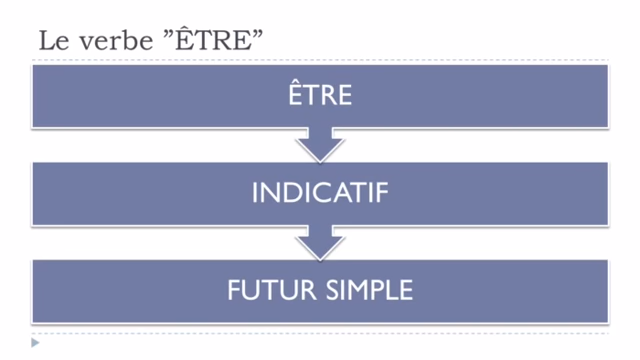 Le verbe ”ÊTRE”
ÊTRE
INDICATIF
FUTUR SIMPLE